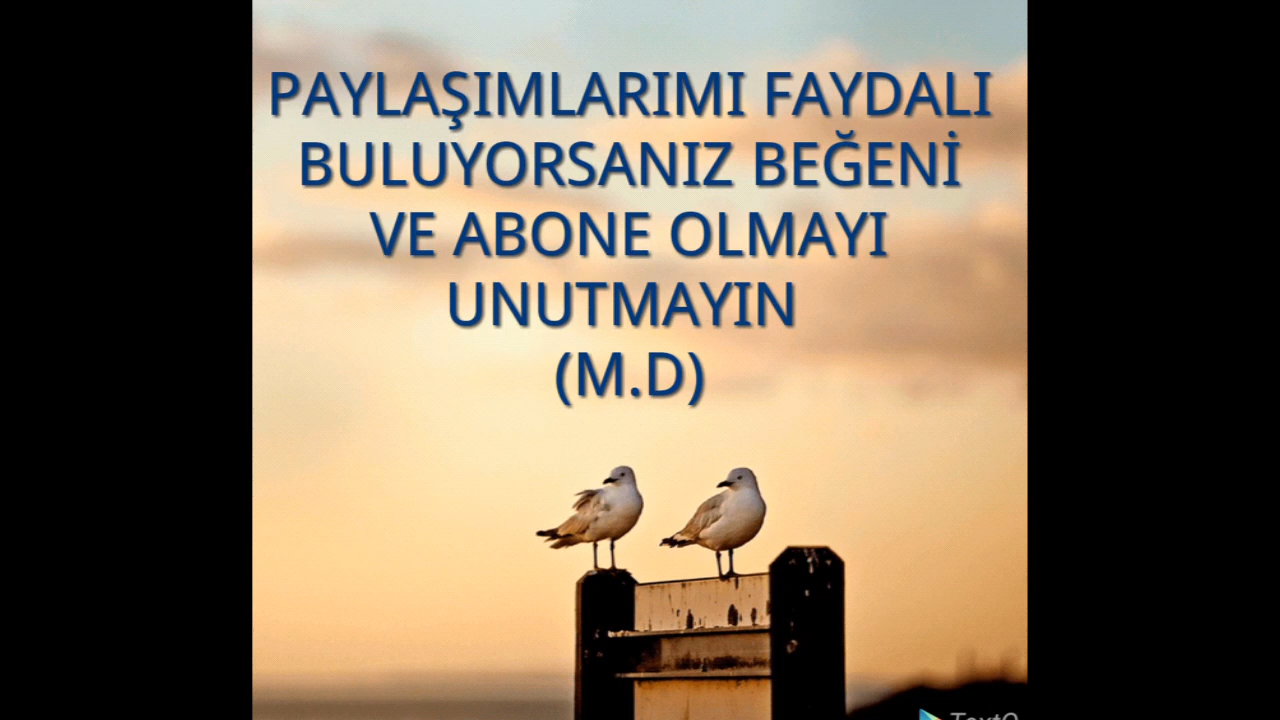 PAYLAŞIMLARIMI FAYDALI
BULUYORSANIZ BEĞENİ
VE ABONE OLMAYI
UNUTMAYIN
(M.D)